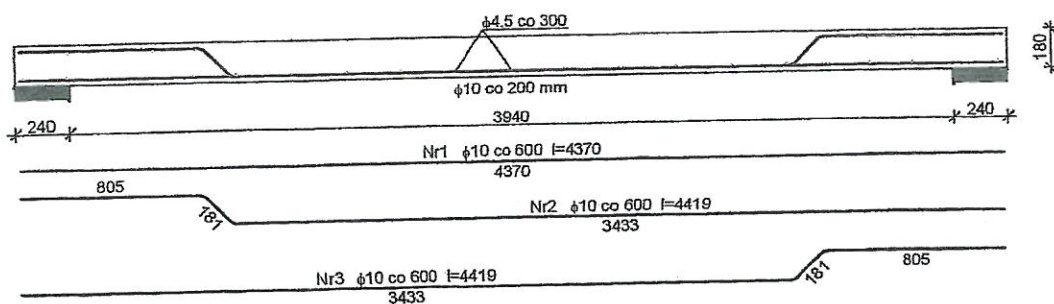 ϕ4.5 co 300
180
ϕ10 co 200 mm
240
3940
240
Nr1 ϕ10 co 600 l=4370
4370
805
181
Nr2 ϕ10 co 600 l=4419
3433
Nr3 ϕ10 co 600 l=4419
3433
181
805